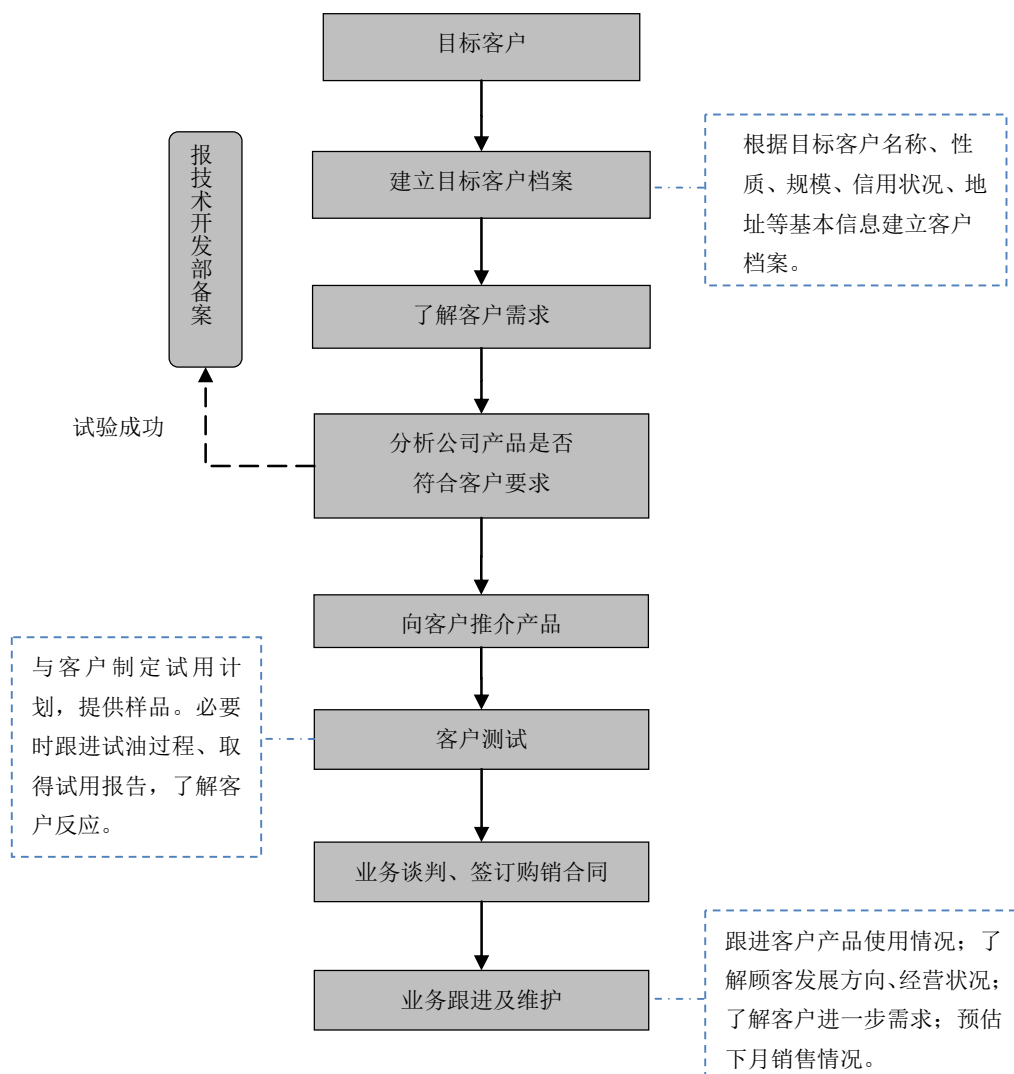 目标客户
报技术开发部备案
建立目标客户档案
根据目标客户名称、性
质、规模、信用状况、地
址等基本信息建立客户
档案。
了解客户需求
试验成功
分析公司产品是否
符合客户要求
向客户推介产品
与客户制定试用计
划，提供样品。必要
时跟进试油过程、取
得试用报告，了解客
户反应。
客户测试
业务谈判、签订购销合同
业务跟进及维护
跟进客户产品使用情况；了
解顾客发展方向、经营状况；
了解客户进一步需求；预估
下月销售情况。